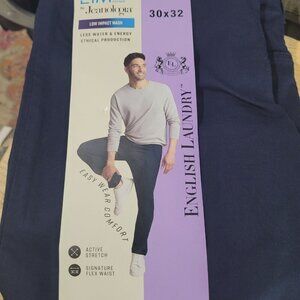 by Jeanologia
LOW IMPACT WASH
LESS WATER & ENERGY
ETHICAL PRODUCTION
30x32
EL
ENGLISH LAUNDRY™
EASY WEAR COMFORT
ACTIVE
STRETCH
SIGNATURE
FLEX WAIST